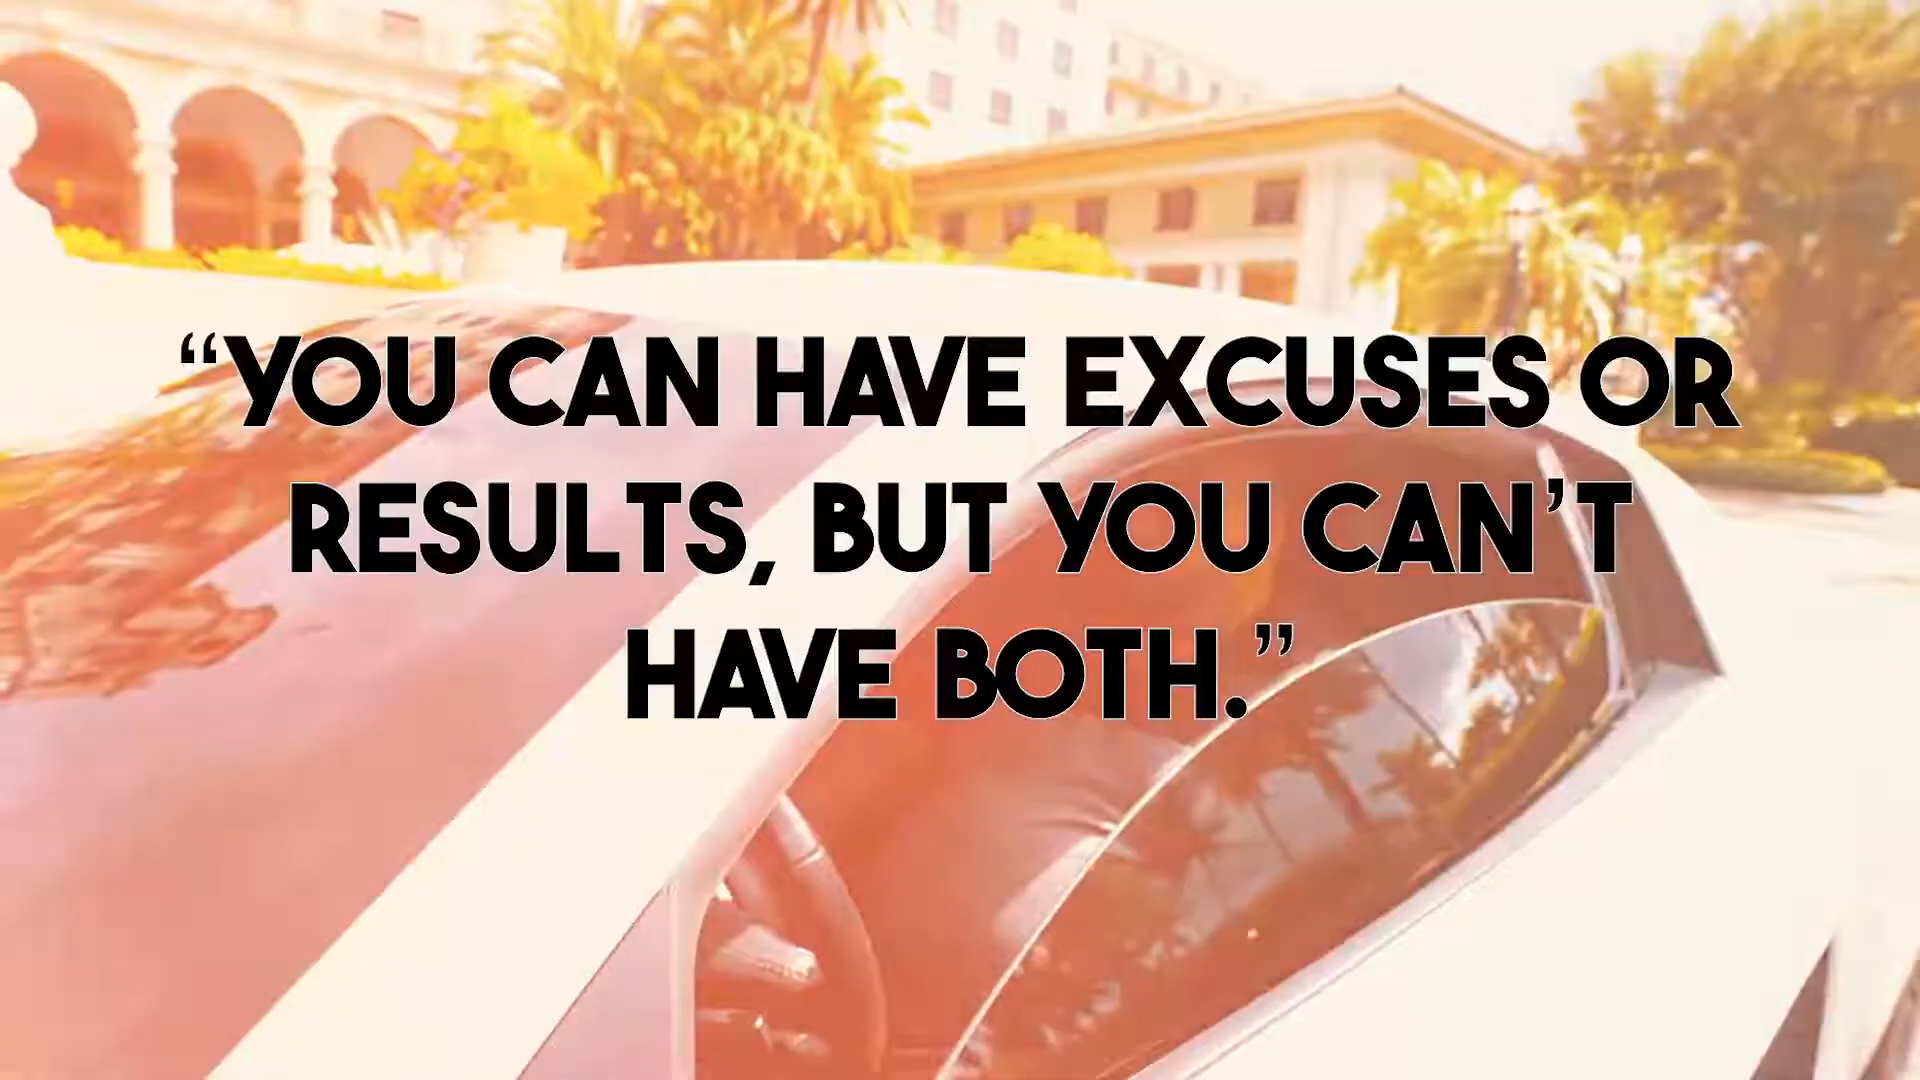 “YOU CAN HAVE EXCUSES OR
RESULTS, BUT YOU CAN’T
HAVE BOTH.”